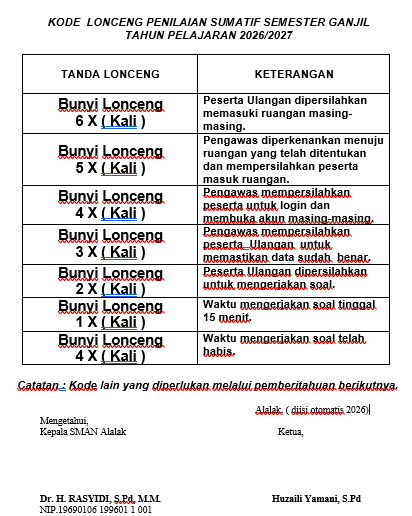 KODE LONCENG PENILAIAN SUMATIF SEMESTER GANJIL
TAHUN PELAJARAN 2026/2027
TANDA LONCENG
KETERANGAN
Bunyi Lonceng
6 X ( Kali )
Peserta Ulangan dipersilahkan
memasuki ruangan masing-
masing.
Bunyi Lonceng
5 X ( Kali )
Pengawas diperkenankan menuju
ruangan yang telah ditentukan
dan mempersilahkan peserta
masuk ruangan.
Bunyi Lonceng
4 X ( Kali )
Pengawas mempersilahkan
peserta untuk login dan
membuka akun masing-masing.
Bunyi Lonceng
3 X ( Kali )
Pengawas mempersilahkan
peserta Ulangan untuk
memastikan data sudah benar.
Bunyi Lonceng
2 X ( Kali )
Peserta Ulangan dipersilahkan
untuk mengerjakan soal.
Bunyi Lonceng
1 X ( Kali )
Waktu mengerjakan soal tinggal
15 menit.
Bunyi Lonceng
4 X ( Kali )
Waktu mengerjakan soal telah
habis.
Catatan : Kode lain yang diperlukan melalui pemberitahuan berikutnya.
Alalak, ( diisi otomatis 2026)
Mengetahui,
Kepala SMAN Alalak
Ketua,
Dr. H. RASYIDI, S.Pd, M.M.
NIP.19690106 199601 1 001
Huzaili Yamani, S.Pd